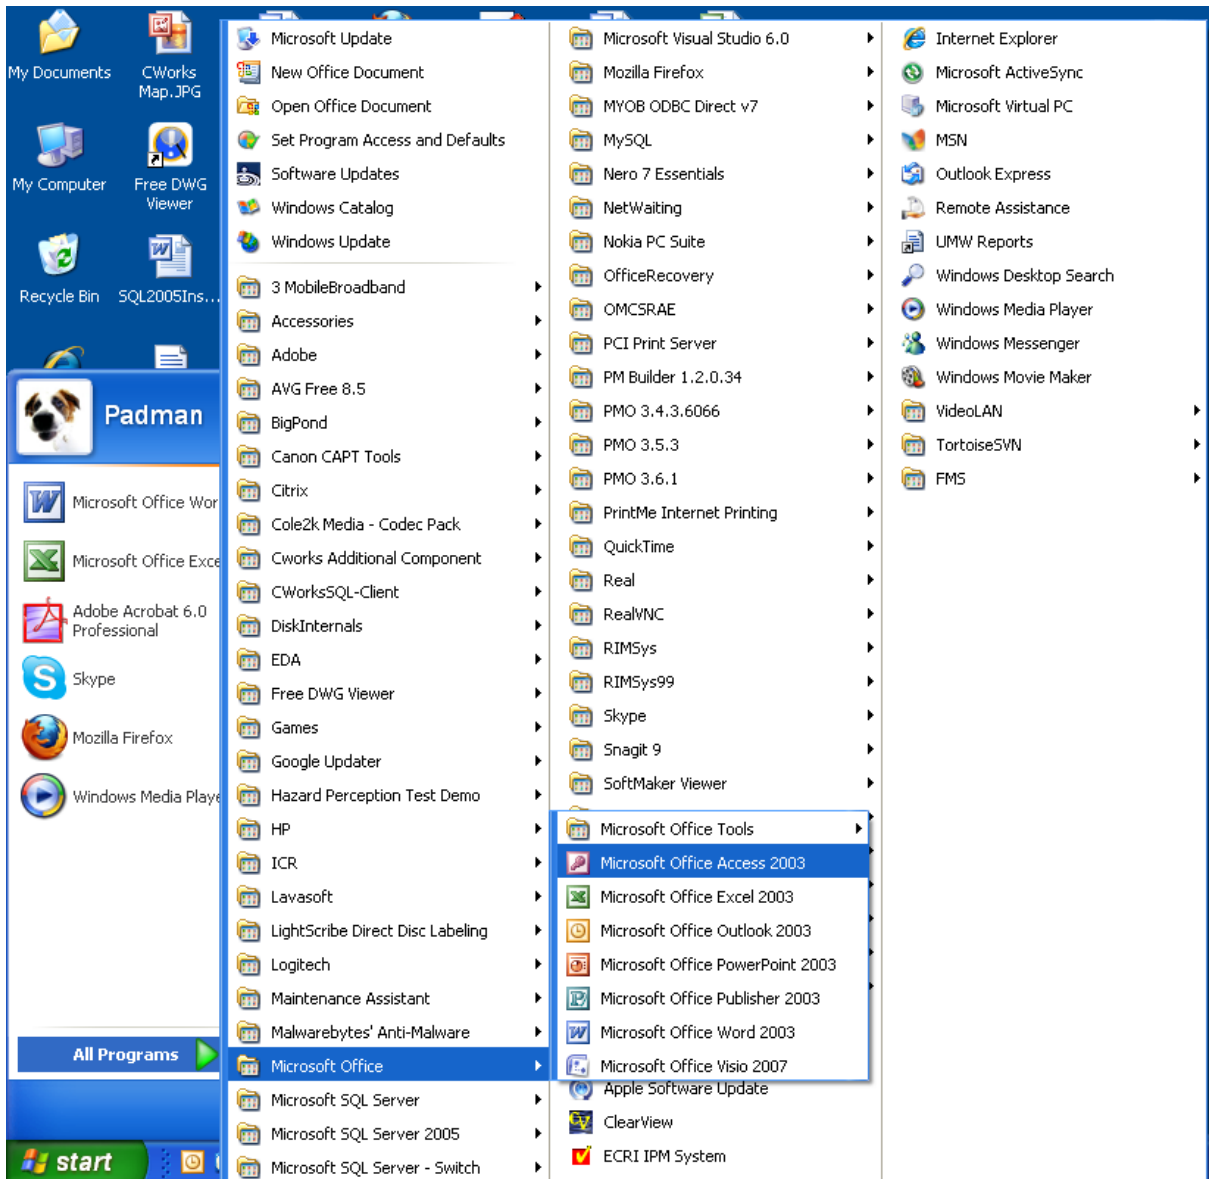 My Documents
CWorks
Map.JPG
My Computer
Free DWG
Viewer
Recycle Bin
SQL2005Ins...
Padman
Microsoft Office Wor
Microsoft Office Exce
Adobe Acrobat 6.0
Professional
Skype
Mozilla Firefox
Windows Media Playe
All Programs
start
Microsoft Update
New Office Document
Open Office Document
Set Program Access and Defaults
Software Updates
Windows Catalog
Windows Update
3 MobileBroadband
Accessories
Adobe
AVG Free 8.5
BigPond
Canon CAPT Tools
Citrix
Cole2k Media - Codec Pack
Cworks Additional Component
CWorksSQL-Client
DiskInternals
EDA
Free DWG Viewer
Games
Google Updater
Hazard Perception Test Demo
HP
ICR
Lavasoft
LightScribe Direct Disc Labeling
Logitech
Maintenance Assistant
Malwarebytes' Anti-Malware
Microsoft Office
Microsoft SQL Server
Microsoft SQL Server 2005
Microsoft SQL Server - Switch
Microsoft Visual Studio 6.0
Mozilla Firefox
MYOB ODBC Direct v7
MySQL
Nero 7 Essentials
NetWaiting
Nokia PC Suite
OfficeRecovery
OMCSRAE
PCI Print Server
PM Builder 1.2.0.34
PMO 3.4.3.6066
PMO 3.5.3
PMO 3.6.1
PrintMe Internet Printing
QuickTime
Real
RealVNC
RIMSys
RIMSys99
Skype
Snagit 9
SoftMaker Viewer
Microsoft Office Tools
Microsoft Office Access 2003
Microsoft Office Excel 2003
Microsoft Office Outlook 2003
Microsoft Office PowerPoint 2003
Microsoft Office Publisher 2003
Microsoft Office Word 2003
Microsoft Office Visio 2007
Apple Software Update
ClearView
ECRI IPM System
Internet Explorer
Microsoft ActiveSync
Microsoft Virtual PC
MSN
Outlook Express
Remote Assistance
UMW Reports
Windows Desktop Search
Windows Media Player
Windows Messenger
Windows Movie Maker
VideoLAN
TortoiseSVN
FMS